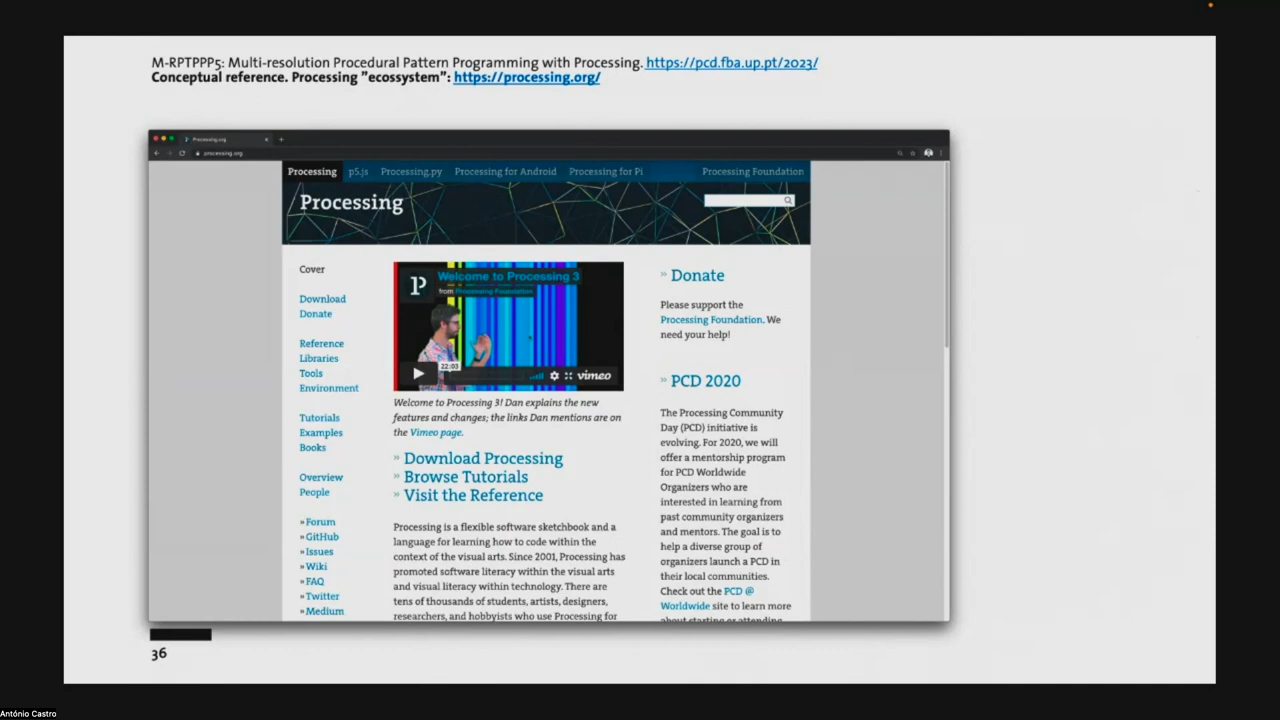 M-RPTPPP5: Multi-resolution Procedural Pattern Programming with Processing. https://pcd.fba.up.pt/2023/
Conceptual reference. Processing ”ecosystem”: https://processing.org/
Processing.org
processing.org
Processing p5.js Processing.py Processing for Android Processing for Pi Processing Foundation
Processing
Cover
Download
Donate
Reference
Libraries
Tools
Environment
Tutorials
Examples
Books
Overview
People
» Forum
» GitHub
» Issues
» Wiki
» FAQ
» Twitter
» Medium
Welcome to Processing 3
from Processing Foundation
22:03
vimeo
Welcome to Processing 3! Dan explains the new
features and changes; the links Dan mentions are on
the Vimeo page.
» Download Processing
» Browse Tutorials
» Visit the Reference
Processing is a flexible software sketchbook and a
language for learning how to code within the
context of the visual arts. Since 2001, Processing has
promoted software literacy within the visual arts
and visual literacy within technology. There are
tens of thousands of students, artists, designers,
researchers, and hobbyists who use Processing for
» Donate
Please support the
Processing Foundation. We
need your help!
» PCD 2020
The Processing Community
Day (PCD) initiative is
evolving. For 2020, we will
offer a mentorship program
for PCD Worldwide
Organizers who are
interested in learning from
past community organizers
and mentors. The goal is to
help a diverse group of
organizers launch a PCD in
their local communities.
Check out the PCD @
Worldwide site to learn more
about starting or attending
36
António Castro